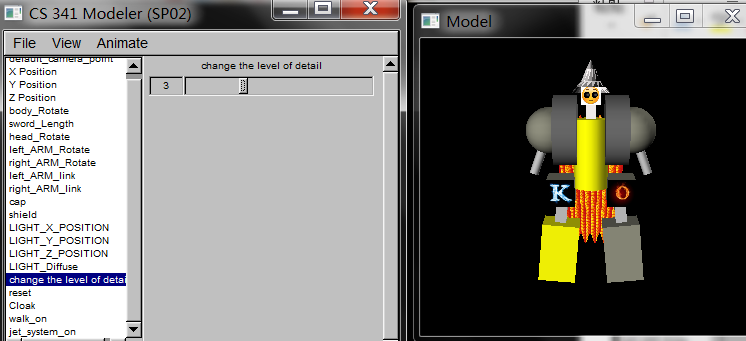 CS 341 Modeler (SP02)
File View Animate
default_camera_point
X Position
Y Position
Z Position
body_Rotate
sword_Length
head_Rotate
left_ARM_Rotate
right_ARM_Rotate
left_ARM_link
right_ARM_link
cap
shield
LIGHT_X_POSITION
LIGHT_Y_POSITION
LIGHT_Z_POSITION
LIGHT_Diffuse
change the level of detai
reset
Cloak
walk_on
jet_system_on
change the level of detail
3
Model
K O